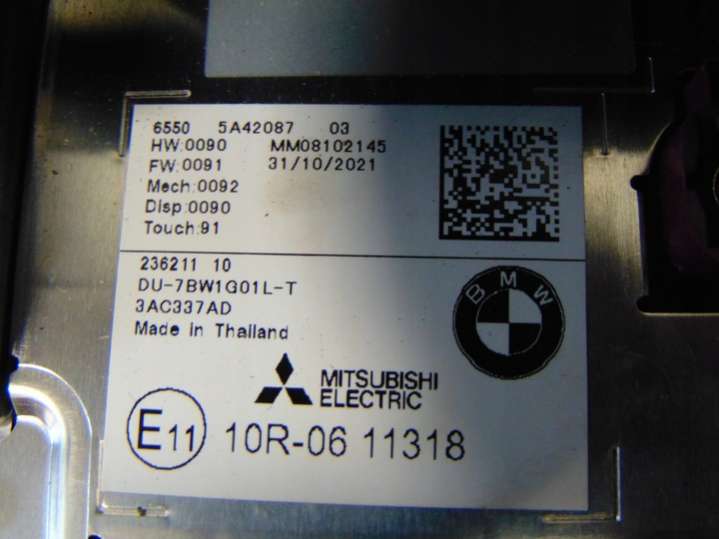 6550 5A42087 03
HW:0090 MM08102145
FW:0091 31/10/2021
Mech:0092
Disp:0090
Touch:91
236211 10
DU-7BW1G01L-T
3AC337AD
Made in Thailand
BMW
MITSUBISHI
ELECTRIC
E11 10R-06 11318